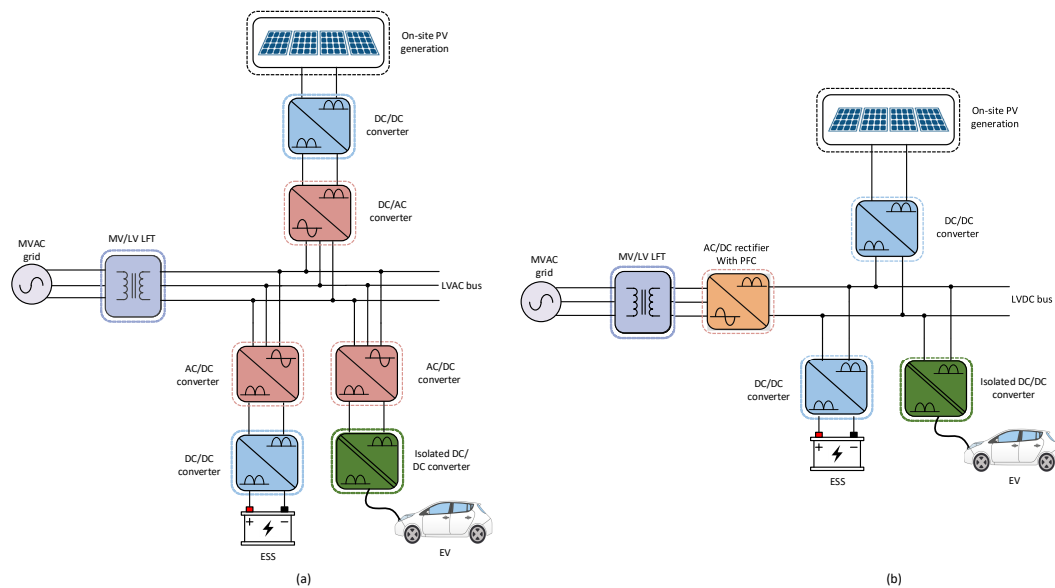 On-site PV
generation
DC/DC
converter
DC/AC
converter
MVAC
grid
MV/LV LFT
LVAC bus
AC/DC
converter
AC/DC
converter
DC/DC
converter
Isolated DC/
DC converter
+ −
ESS
EV
(a)
On-site PV
generation
DC/DC
converter
MVAC
grid
MV/LV LFT
AC/DC rectifier
With PFC
LVDC bus
DC/DC
converter
Isolated DC/DC
converter
+ −
ESS
EV
(b)